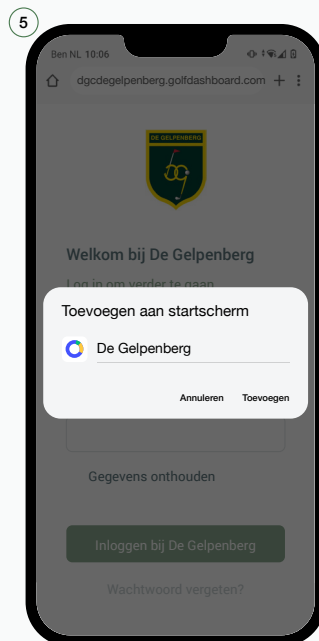 5
Ben NL 10:06
dgcdegelpenberg.golfdashboard.com
DE GELPENBERG
Welkom bij De Gelpenberg
Log in om verder te gaan
Toevoegen aan startscherm
De Gelpenberg
Annuleren Toevoegen
Gegevens onthouden
Inloggen bij De Gelpenberg
Wachtwoord vergeten?